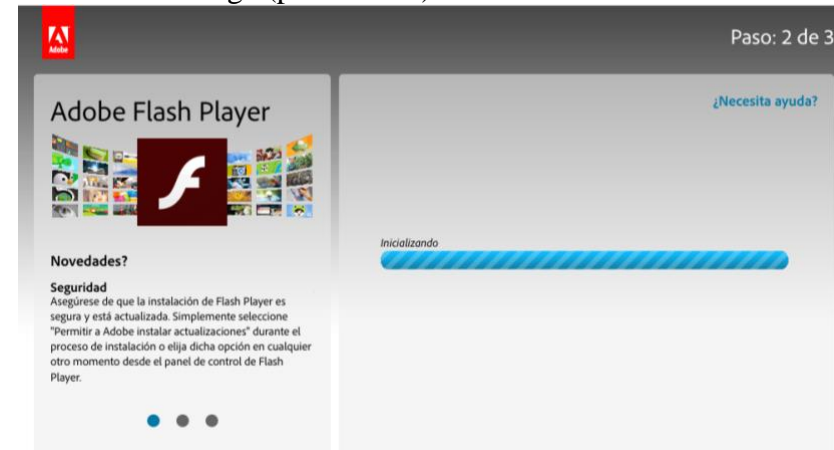 Adobe
Paso: 2 de 3
Adobe Flash Player
Novedades?
Seguridad
Asegúrese de que la instalación de Flash Player es
segura y está actualizada. Simplemente seleccione
"Permitir a Adobe instalar actualizaciones" durante el
proceso de instalación o elija dicha opción en cualquier
otro momento desde el panel de control de Flash
Player.
¿Necesita ayuda?
Inicializando